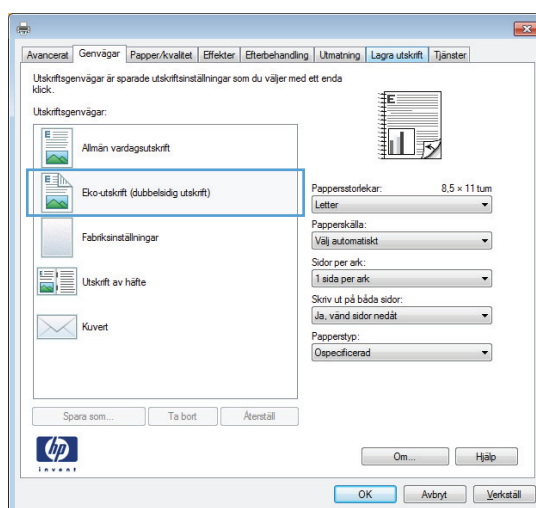 Avancerat Genvägar Papper/kvalitet Effekter Efterbehandling Utmatning Lagra utskrift Tjänster
Utskriftsgenvägar är sparade utskriftsinställningar som du väljer med ett enda
klick.
Utskriftsgenvägar:
Allmän vardagsutskrift
Eko-utskrift (dubbelsidig utskrift)
Fabriksinställningar
Utskrift av häfte
Kuvert
E
Pappersstorlekar: 8,5 × 11 tum
Letter
Papperskälla:
Välj automatiskt
Sidor per ark:
1 sida per ark
Skriv ut på båda sidor:
Ja, vänd sidor nedåt
Papperstyp:
Ospecificerad
Spara som... Ta bort Återställ
hp
invent
Om... Hjälp
OK Avbryt Verkställ